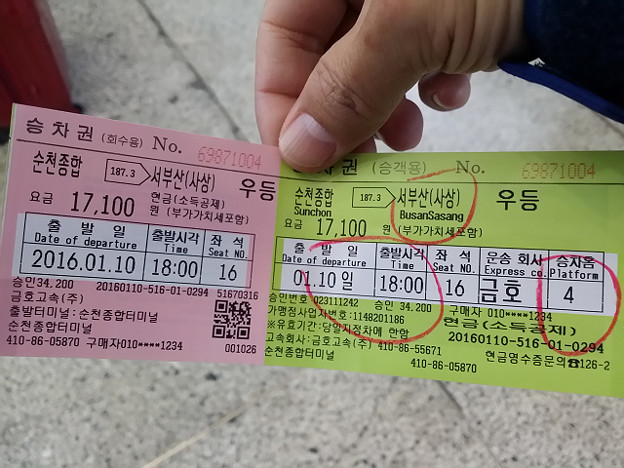 승차권 (회수용) No. 69871004
순천종합 187.3 서부산(사상) 우등
요금 17,100 현금(소득공제)
원 (부가가치세포함)
출 발 일 출발시각 좌 석
Date of departure Time Seat NO.
2016.01.10 18:00 16
승인34,200 20160110-516-01-0294 51670316
금호고속(주)
출발터미널 : 순천종합터미널
순천종합터미널
410-86-05870 구매자010****1234 001026
승차권 (승객용) No. 69871004
순천종합 187.3 서부산(사상) 우등
Sunchon BusanSasang
요금 17,100 원 (부가가치세포함)
출 발 일 출발시각 좌 석 운송 회사 승차홈
Date of departure Time Seat NO. Express co. Platform
01.10 일 18:00 16 금호 4
승인번호 :023111242 승인 34,200 구매자 010****1234
가맹점사업자번호:1148201186 현금(소득공제)
※유효기간: 당일지정차에 한함 20160110-516-01-0294
고속회사: 금호고속(주) 410-86-55671 현금영수증문의☎126-2
순천종합터미널 410-86-05870